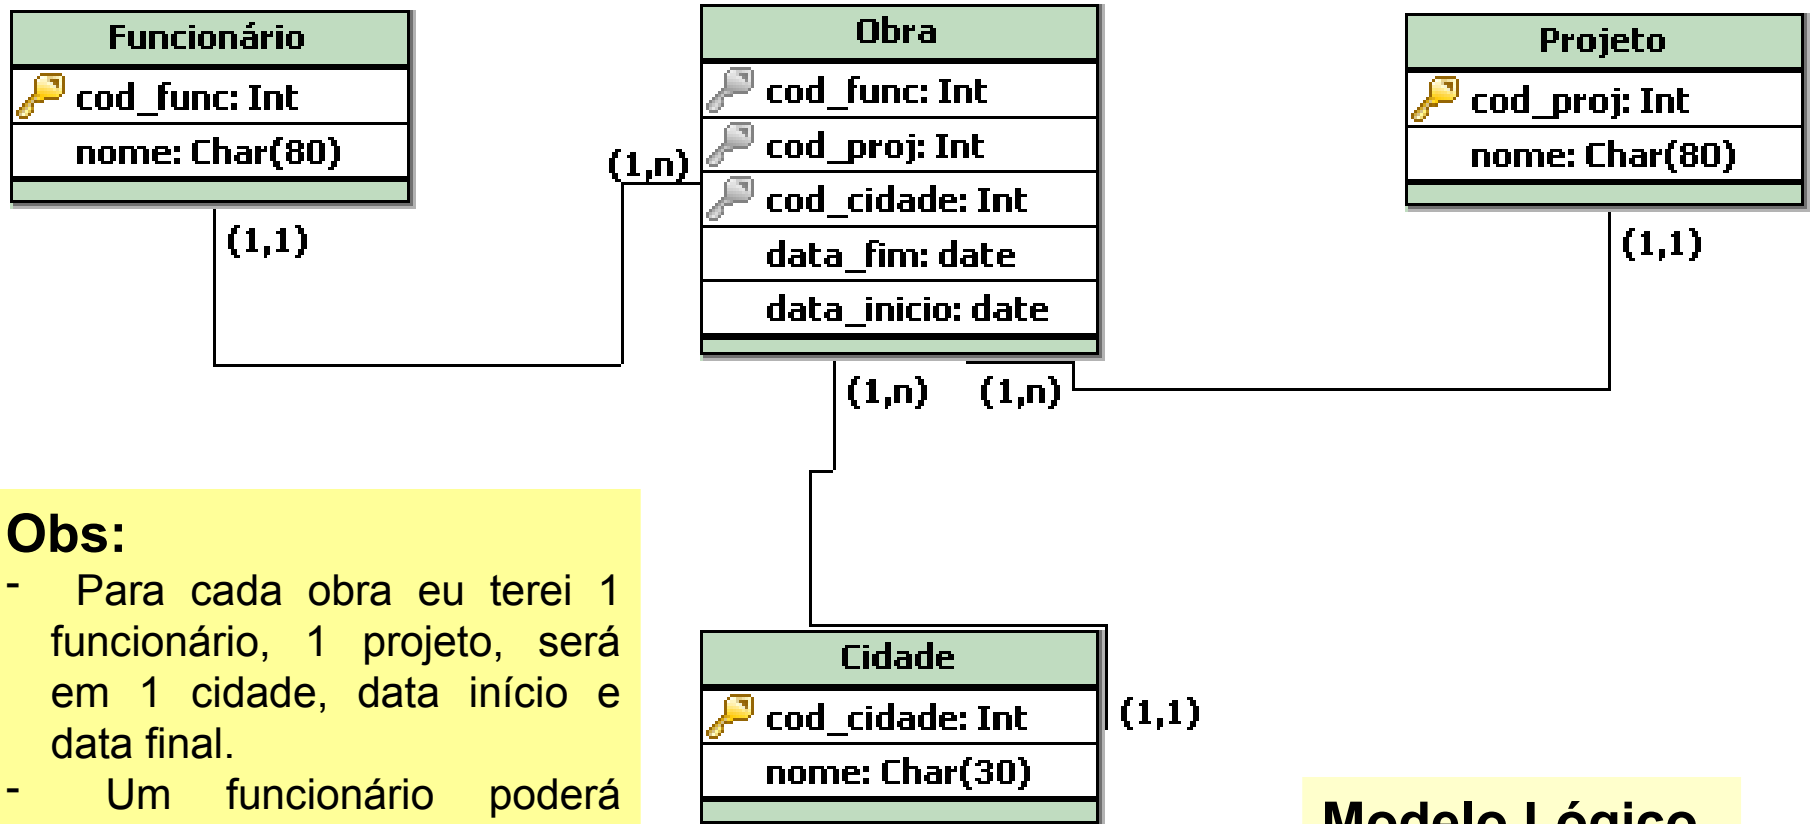 Funcionário
cod_func: Int
nome: Char(80)
(1,1)
(1,n)
Obra
cod_func: Int
cod_proj: Int
cod_cidade: Int
data_fim: date
data_inicio: date
(1,n) (1,n)
Projeto
cod_proj: Int
nome: Char(80)
(1,1)
Obs:
- Para cada obra eu terei 1
funcionário, 1 projeto, será
em 1 cidade, data início e
data final.
- Um funcionário poderá
Cidade
cod_cidade: Int
nome: Char(30)
(1,1)
Modelo Lógico